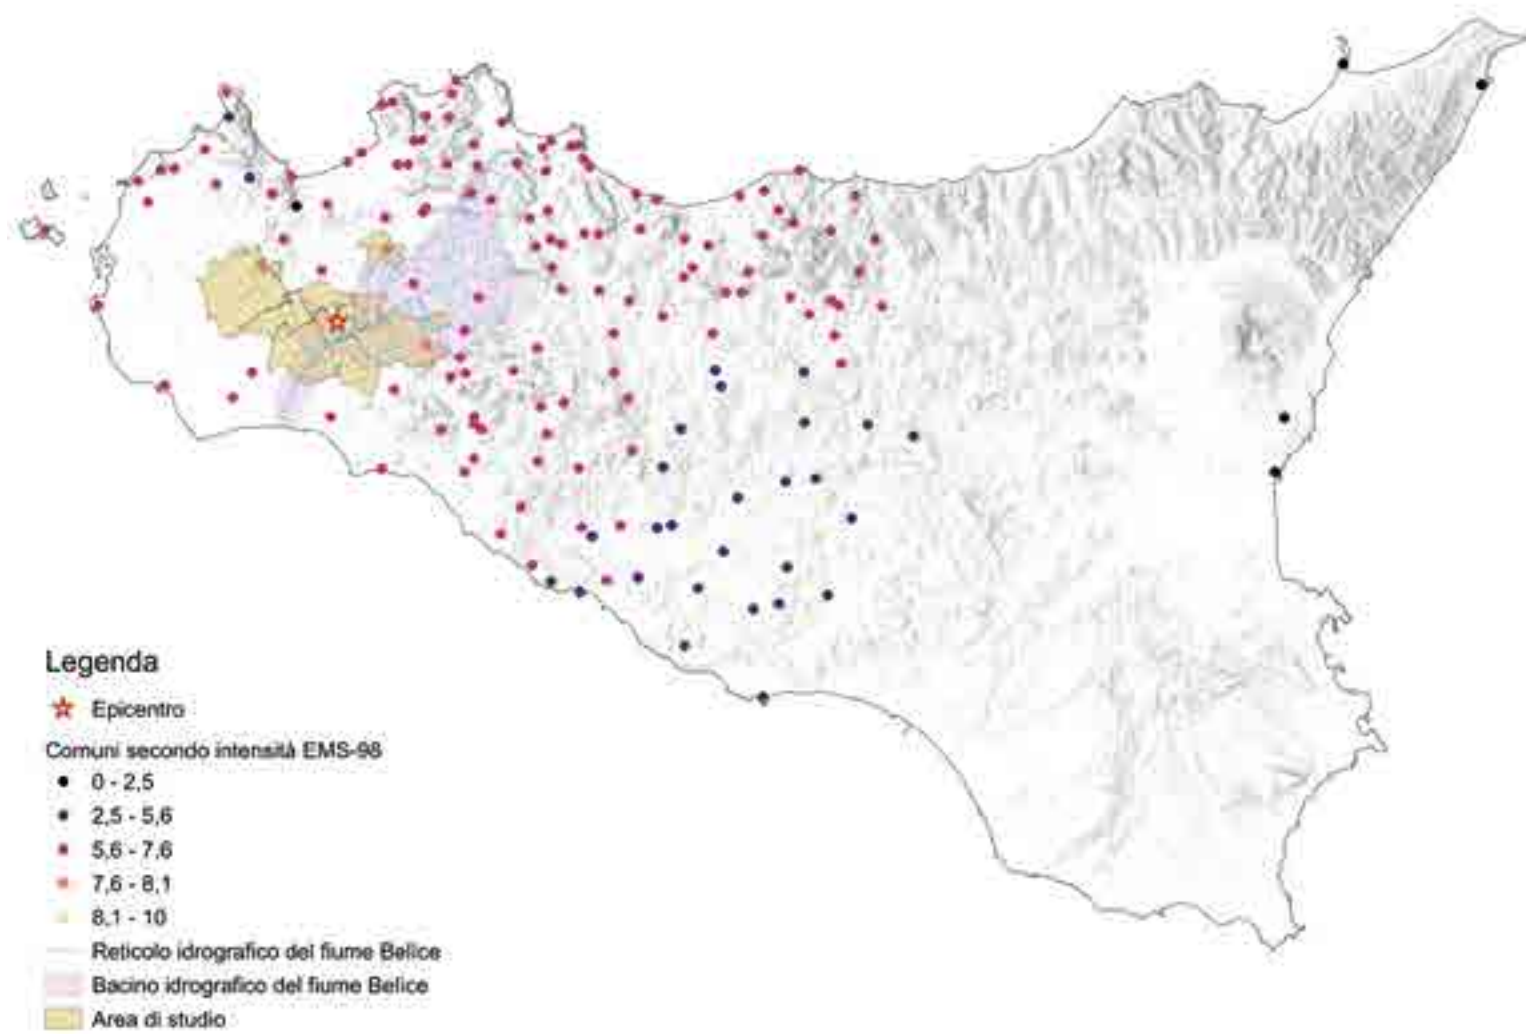 Legenda
Epicentro
Comuni secondo intensità EMS-98
0 - 2,5
2,5 - 5,6
5,6 - 7,6
7,6 - 8,1
8,1 - 10
Reticolo idrografico del fiume Belice
Bacino idrografico del fiume Belice
Area di studio